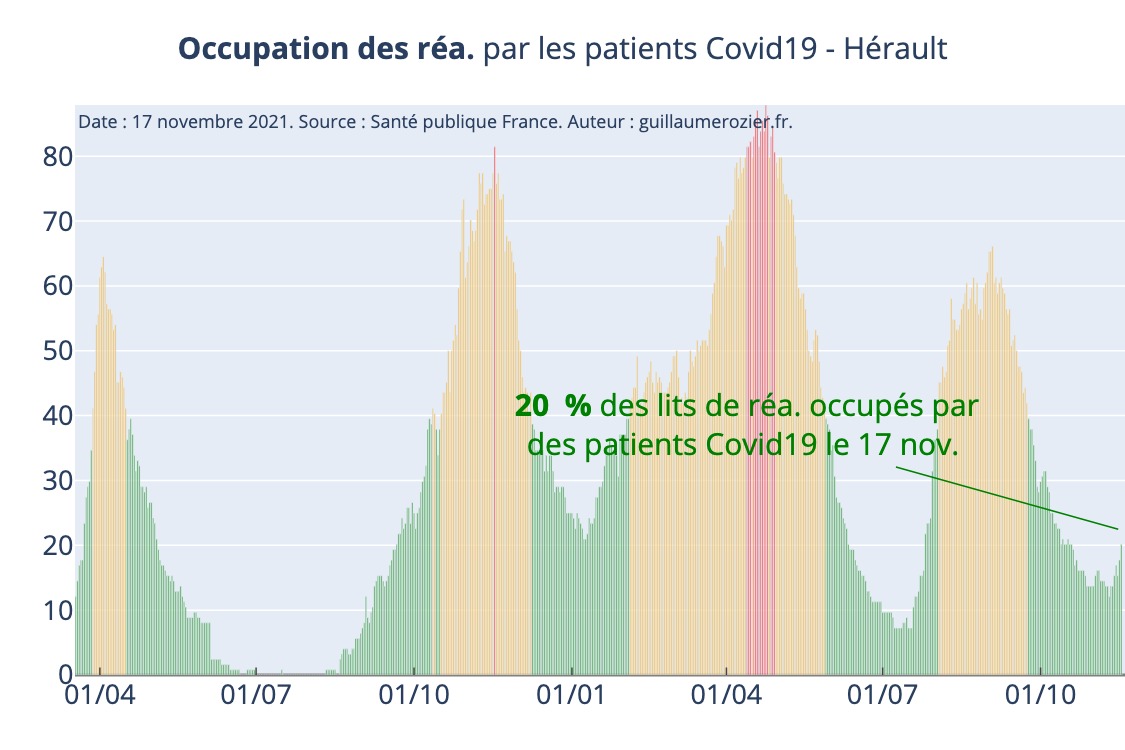 Occupation des réa. par les patients Covid19 - Hérault
Date : 17 novembre 2021. Source : Santé publique France. Auteur : guillaumerozier.fr.
80
70
60
50
40
30
20
10
0
20  % des lits de réa. occupés par
des patients Covid19 le 17 nov.
01/04 01/07 01/10 01/01 01/04 01/07 01/10